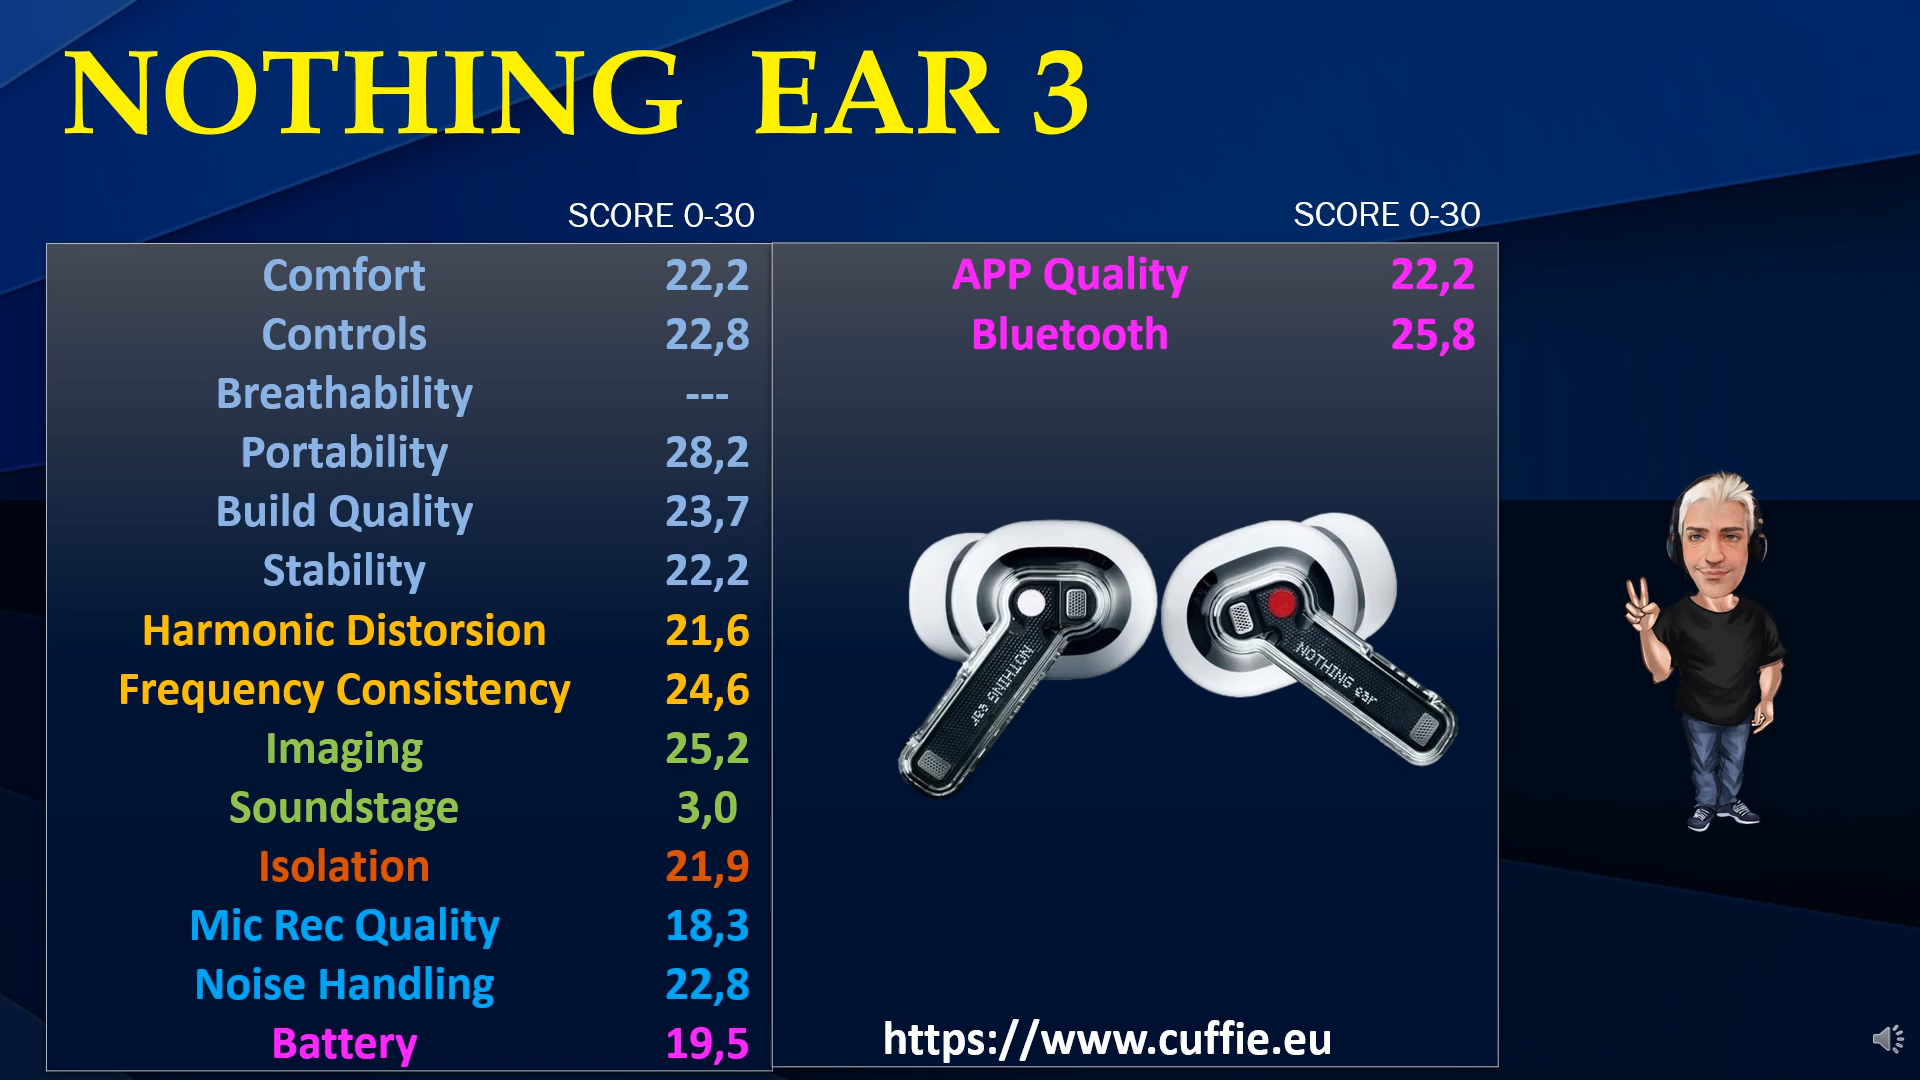 NOTHING EAR 3
SCORE 0-30
SCORE 0-30
Comfort 22,2
Controls 22,8
Breathability ---
Portability 28,2
Build Quality 23,7
Stability 22,2
Harmonic Distorsion 21,6
Frequency Consistency 24,6
Imaging 25,2
Soundstage 3,0
Isolation 21,9
Mic Rec Quality 18,3
Noise Handling 22,8
Battery 19,5
APP Quality 22,2
Bluetooth 25,8
NOTHING ear
NOTHING ear
https://www.cuffie.eu